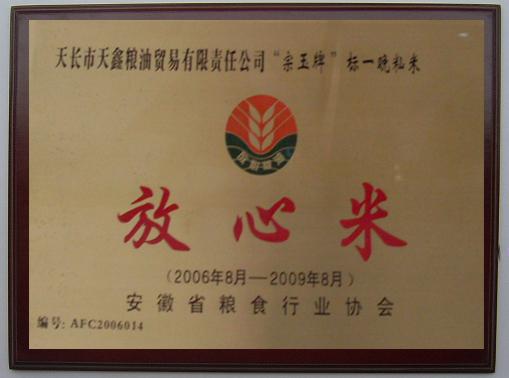 天长市天鑫粮油贸易有限责任公司“宗玉牌”标一晚籼米
放心米
(2006年8月—2009年8月)
安徽省粮食行业协会
编号: AFC2006014